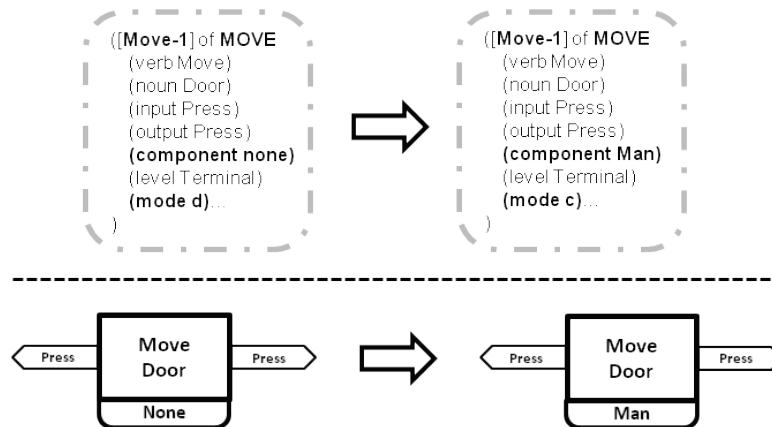 ([Move-1] of MOVE
(verb Move)
(noun Door)
(input Press)
(output Press)
(component none)
(level Terminal)
(mode d)...
)
([Move-1] of MOVE
(verb Move)
(noun Door)
(input Press)
(output Press)
(component Man)
(level Terminal)
(mode c)...
)
Press
Move
Door
Press
None
Press
Move
Door
Press
Man